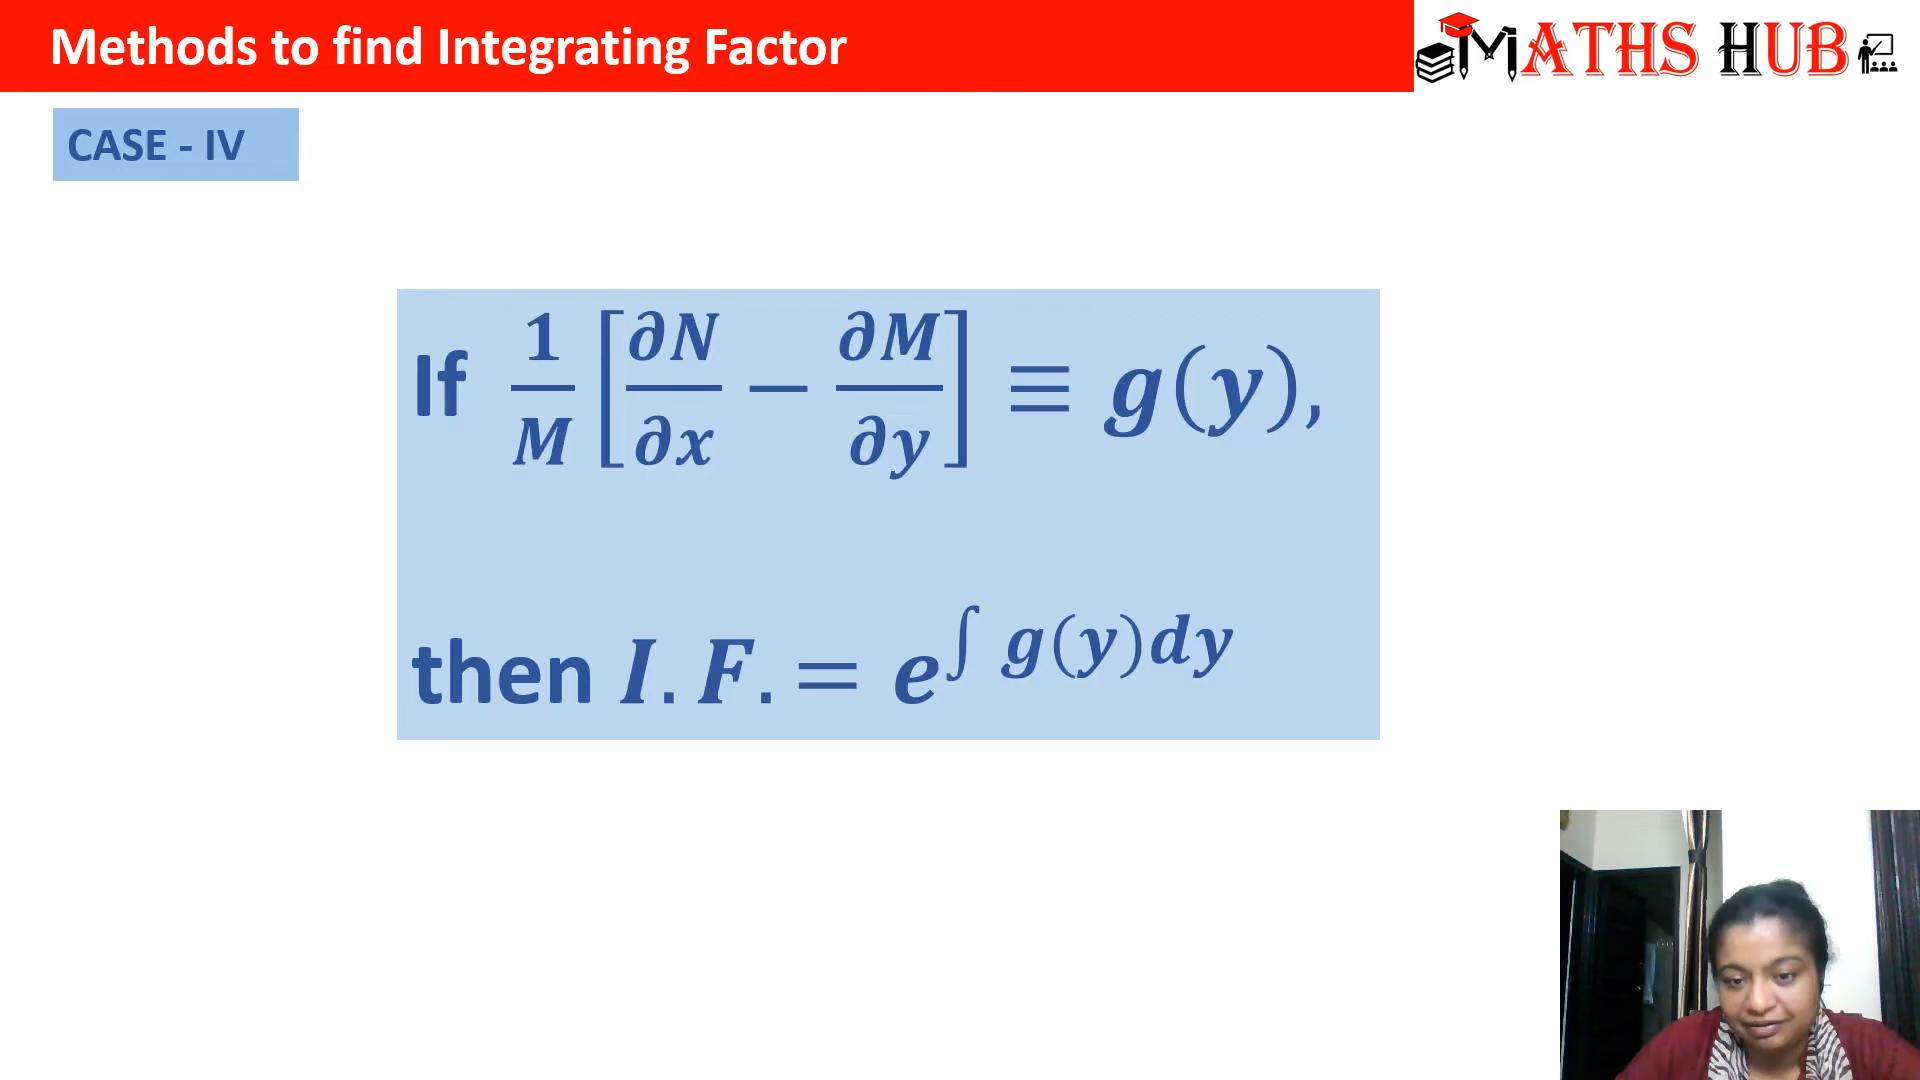 Methods to find Integrating Factor
MATHS HUB
CASE - IV
If 1/M [∂N/∂x − ∂M/∂y] ≡ g(y),
then I.F. = e^∫ g(y)dy